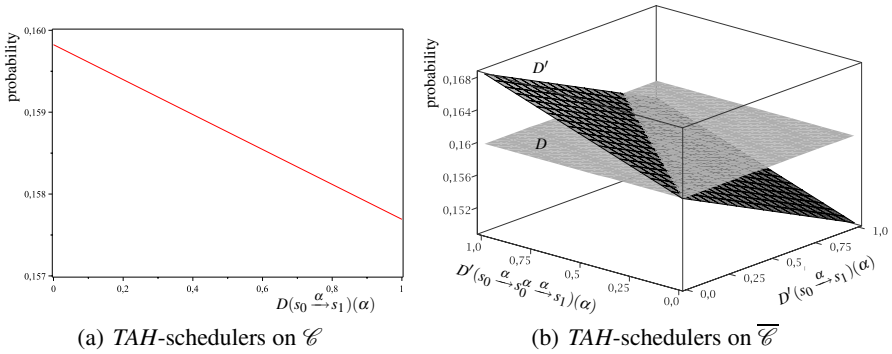 0,160
0,159
0,158
0,157
probability
0
0,2
0,4
0,6
0,8
1
D(s₀ →α s₁)(α)
(a) TAH-schedulers on 𝒞
probability
0,168
0,164
0,16
0,156
0,152
D′
D
1,0
0,75
0,5
0,25
0,0
D′(s₀ →α s₀ →α s₁)(α)
0,0
0,25
0,5
0,75
1,0
D′(s₀ →α s₁)(α)
(b) TAH-schedulers on 𝒞̅